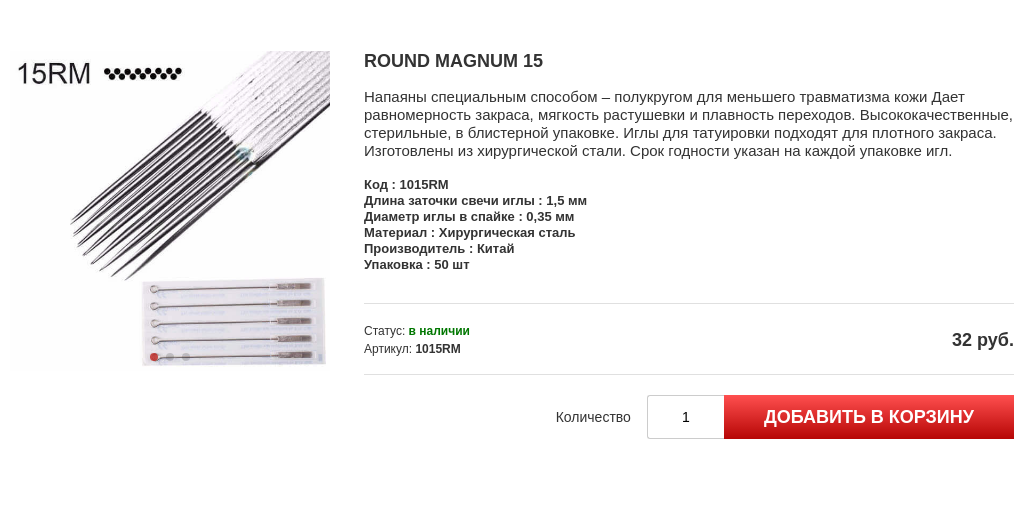 15RM
ROUND MAGNUM 15
Напаяны специальным способом – полукругом для меньшего травматизма кожи Дает
равномерность закраса, мягкость растушевки и плавность переходов. Высококачественные,
стерильные, в блистерной упаковке. Иглы для татуировки подходят для плотного закраса.
Изготовлены из хирургической стали. Срок годности указан на каждой упаковке игл.
Код : 1015RM
Длина заточки свечи иглы : 1,5 мм
Диаметр иглы в спайке : 0,35 мм
Материал : Хирургическая сталь
Производитель : Китай
Упаковка : 50 шт
Статус: в наличии
Артикул: 1015RM
32 руб.
Количество 1 ДОБАВИТЬ В КОРЗИНУ